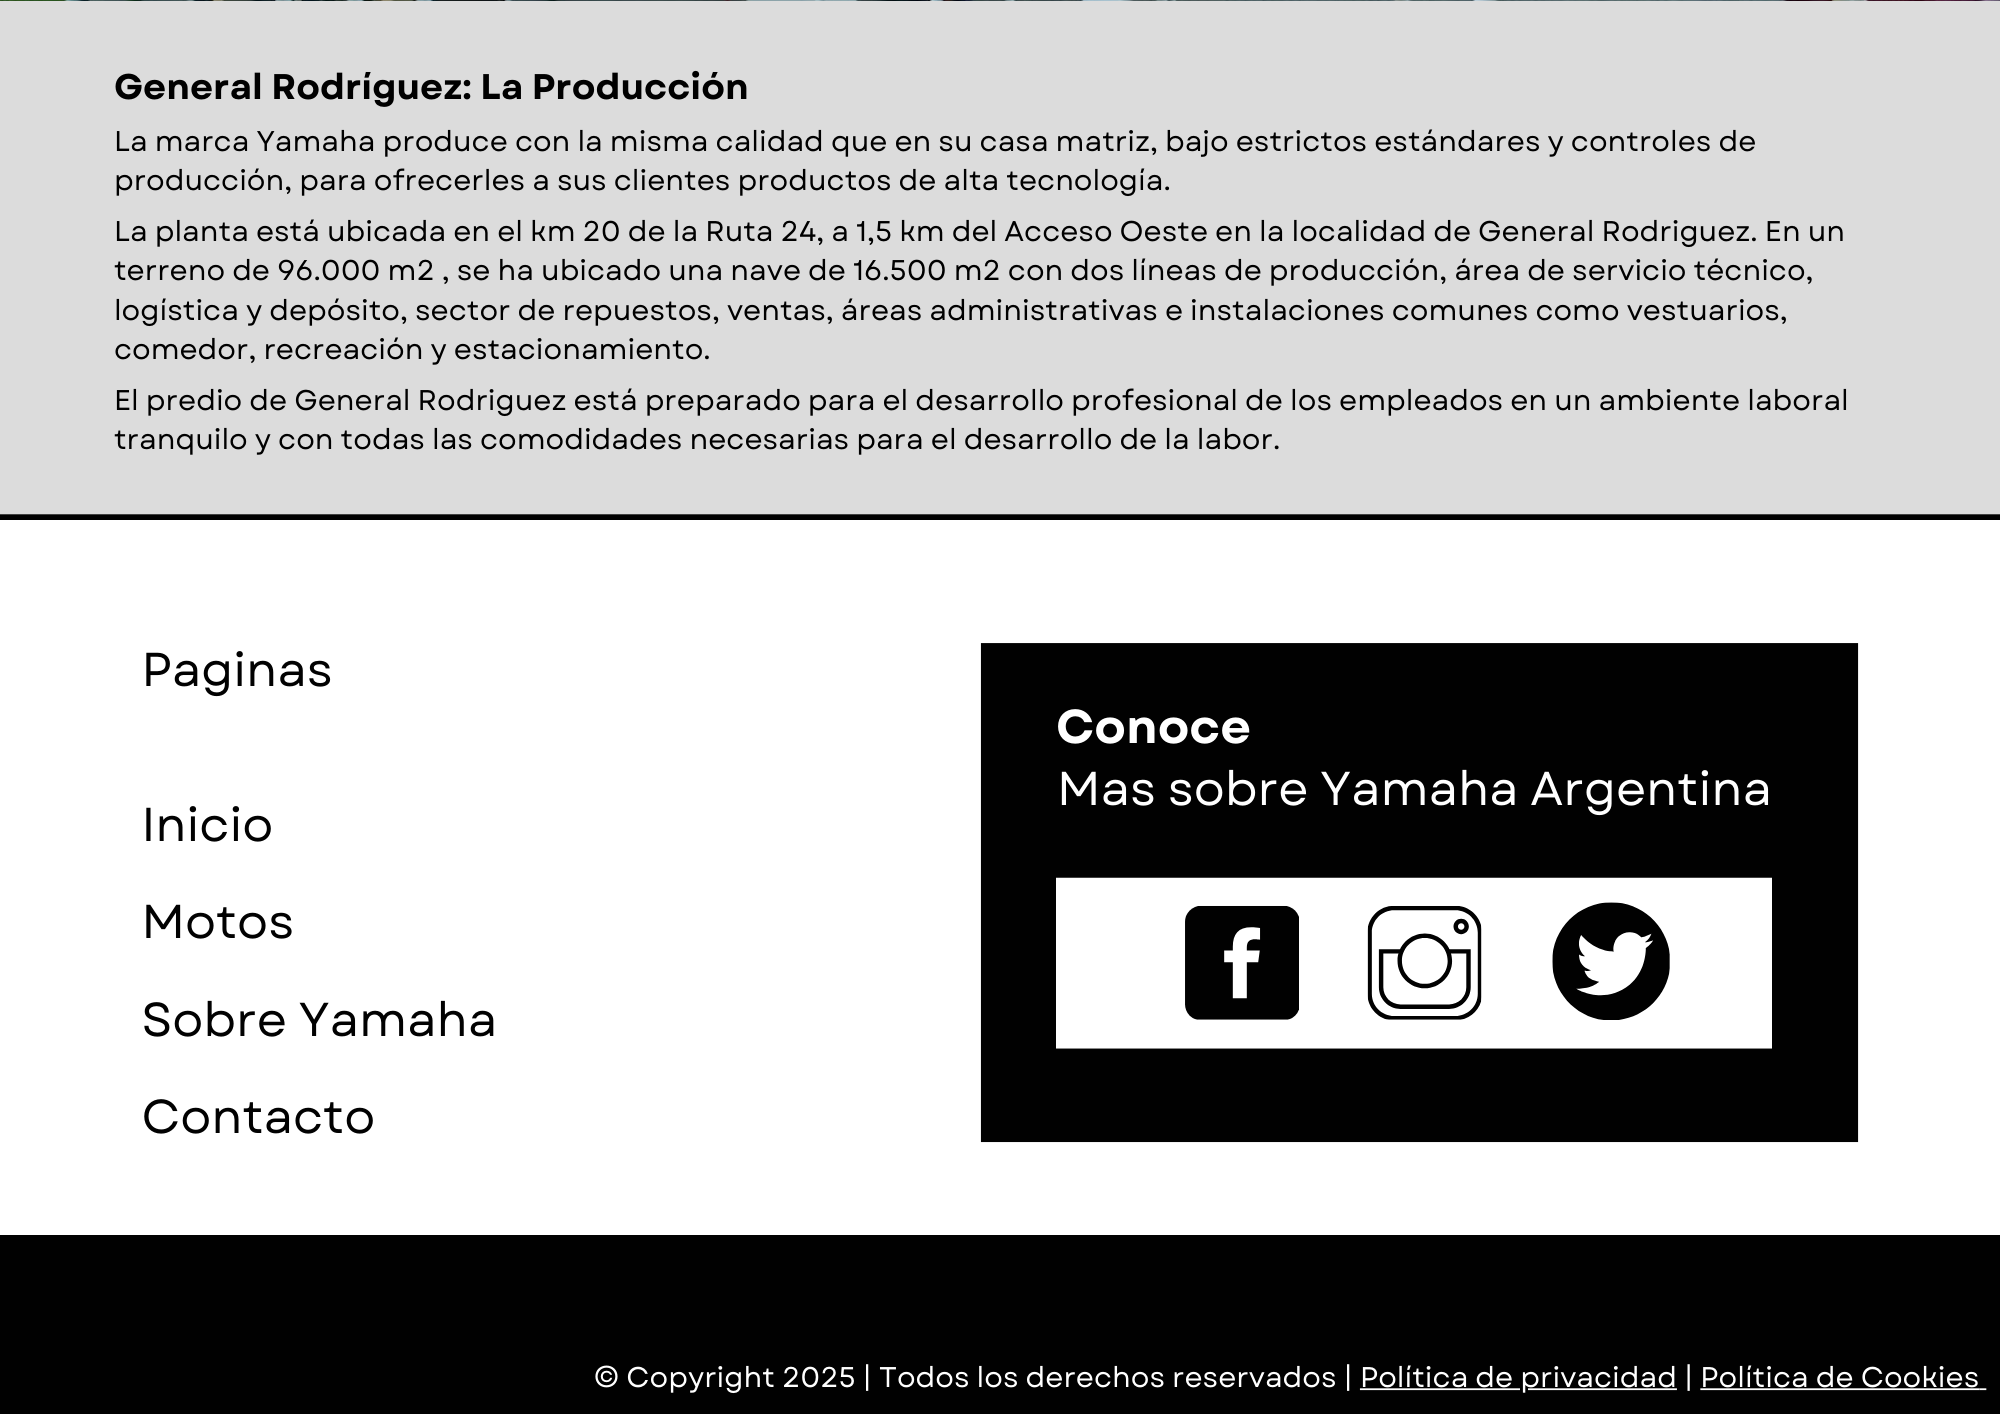 General Rodríguez: La Producción
La marca Yamaha produce con la misma calidad que en su casa matriz, bajo estrictos estándares y controles de
producción, para ofrecerles a sus clientes productos de alta tecnología.
La planta está ubicada en el km 20 de la Ruta 24, a 1,5 km del Acceso Oeste en la localidad de General Rodriguez. En un
terreno de 96.000 m2 , se ha ubicado una nave de 16.500 m2 con dos líneas de producción, área de servicio técnico,
logística y depósito, sector de repuestos, ventas, áreas administrativas e instalaciones comunes como vestuarios,
comedor, recreación y estacionamiento.
El predio de General Rodriguez está preparado para el desarrollo profesional de los empleados en un ambiente laboral
tranquilo y con todas las comodidades necesarias para el desarrollo de la labor.
Paginas
Inicio
Motos
Sobre Yamaha
Contacto
Conoce
Mas sobre Yamaha Argentina
© Copyright 2025 | Todos los derechos reservados | Política de privacidad | Política de Cookies